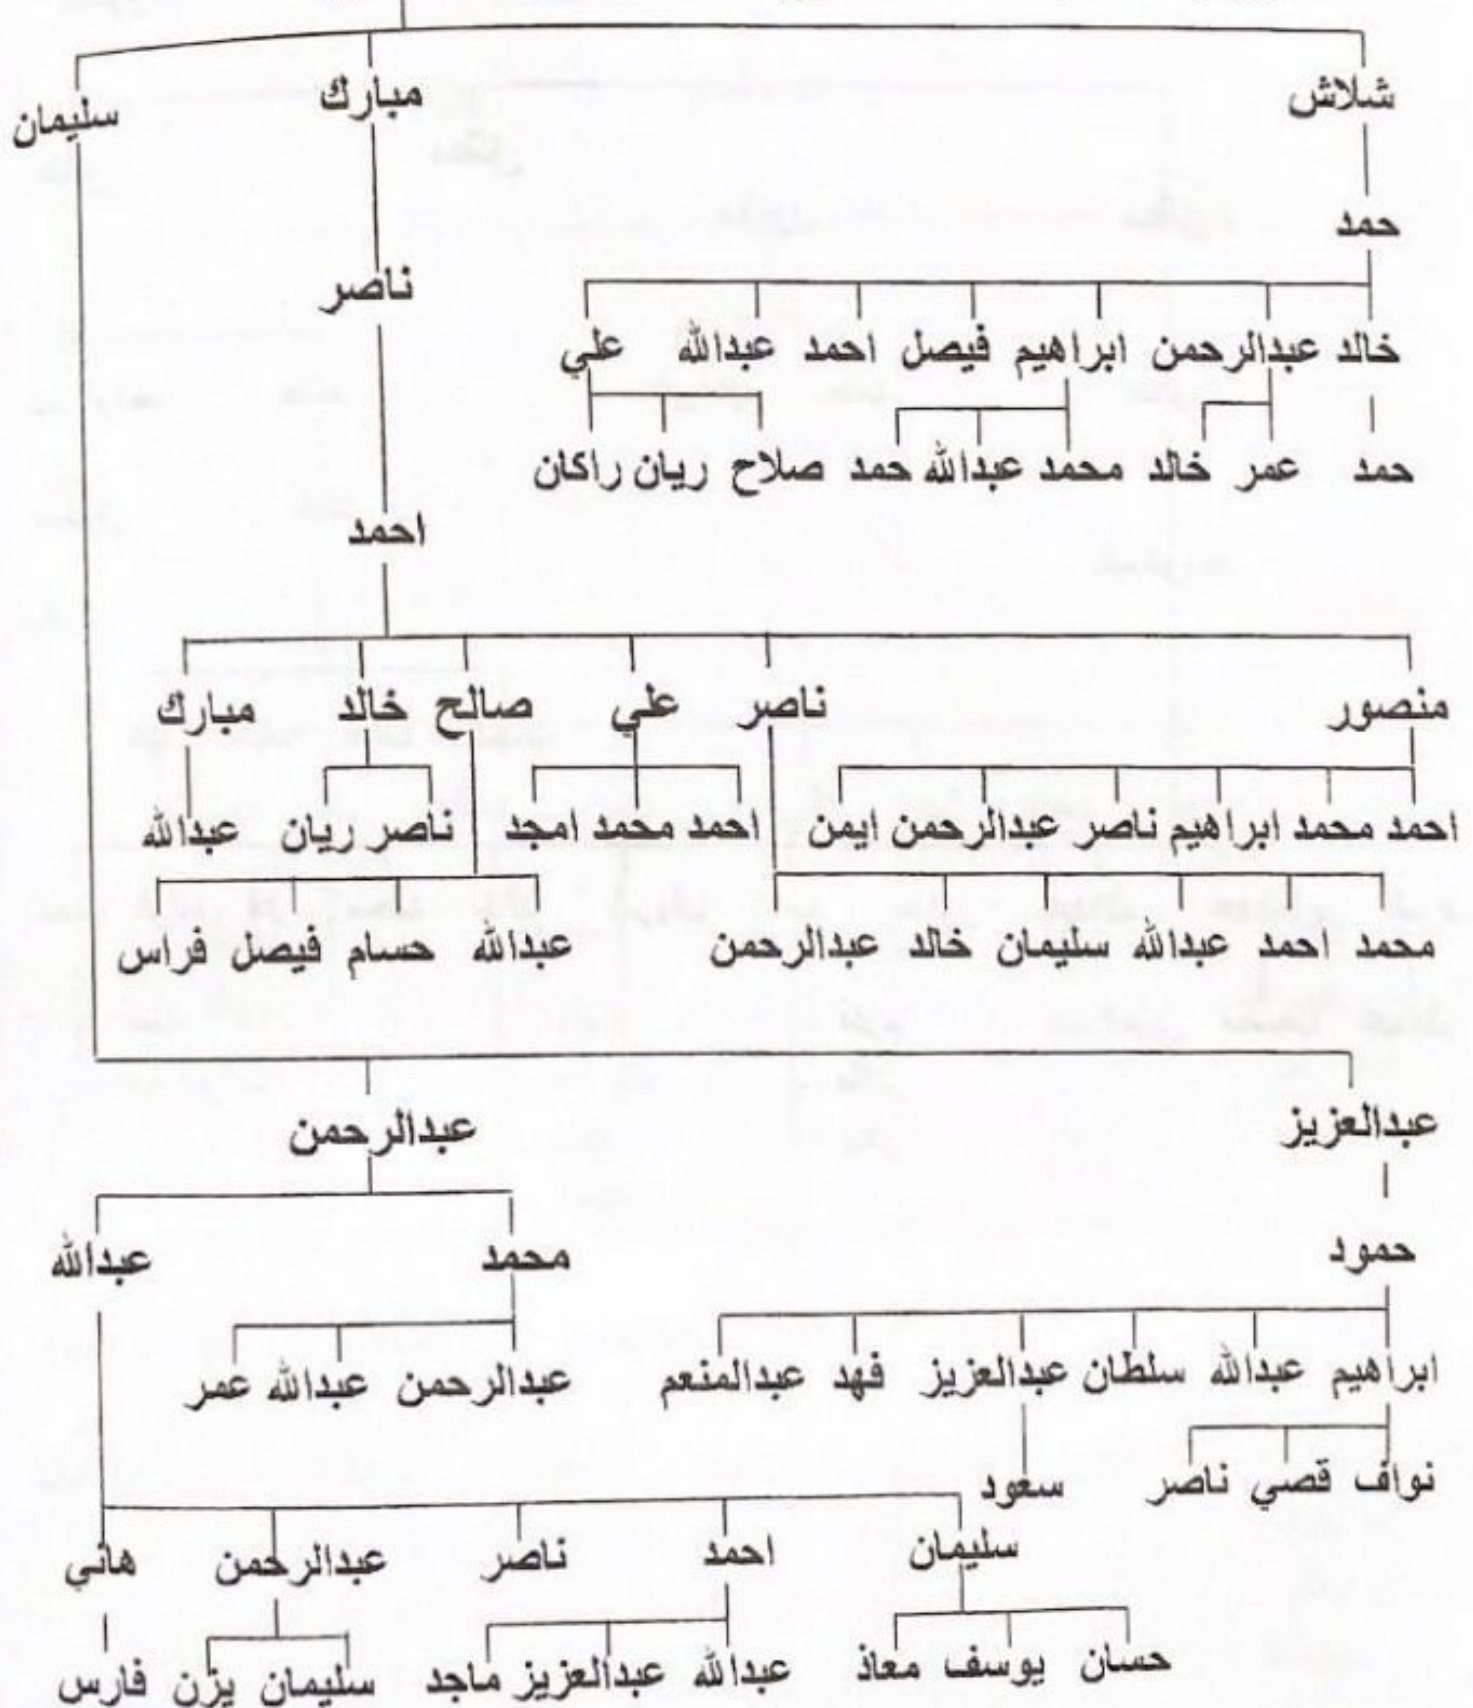 شلاش مبارك سليمان
حمد
ناصر
خالد عبدالرحمن ابراهيم فيصل احمد عبدالله علي
حمد عمر خالد محمد عبدالله حمد صلاح ريان راكان
احمد
منصور ناصر علي صالح خالد مبارك
احمد محمد ابراهيم ناصر عبدالرحمن ايمن احمد محمد امجد ناصر ريان عبدالله
محمد احمد عبدالله سليمان خالد عبدالرحمن عبدالله حسام فيصل فراس
عبدالعزيز عبدالرحمن
حمود محمد عبدالله
ابراهيم عبدالله سلطان عبدالعزيز فهد عبدالمنعم عبدالرحمن عبدالله عمر
نواف قصي ناصر سعود
سليمان احمد ناصر عبدالرحمن هاني
حسان يوسف معاذ عبدالله عبدالعزيز ماجد سليمان يزن فارس